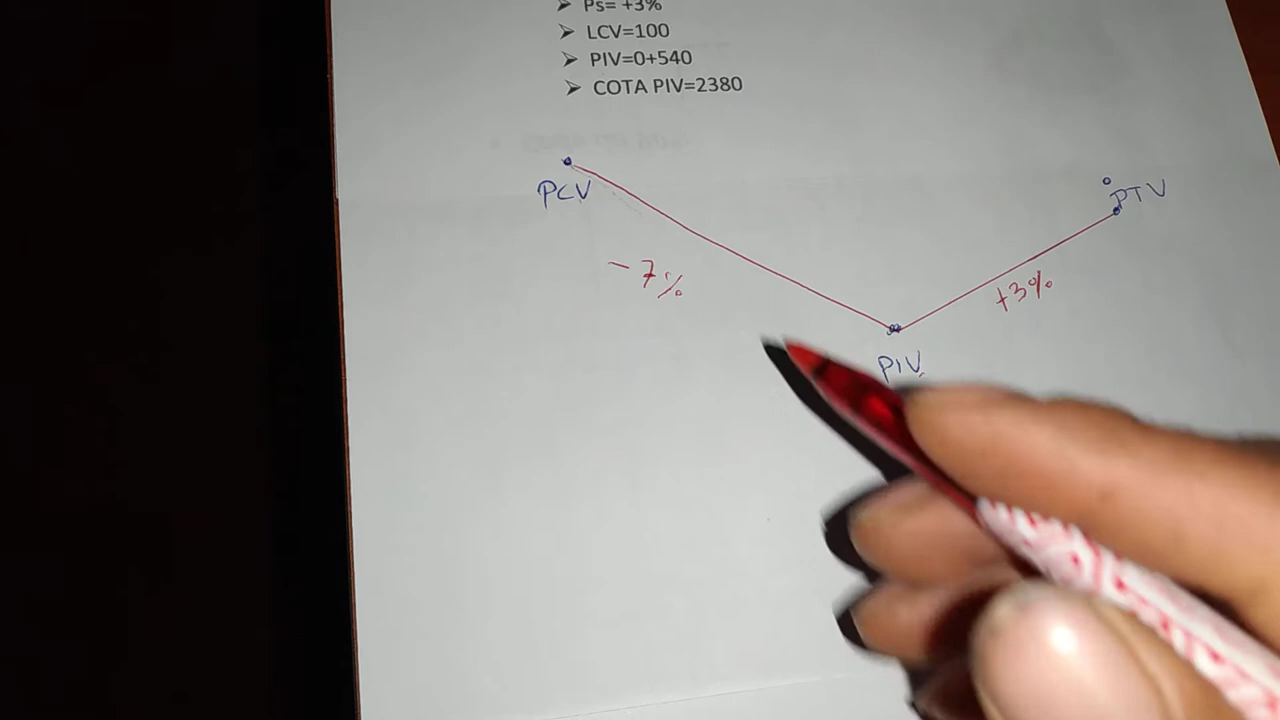 ➢ Ps= +3%
➢ LCV=100
➢ PIV=0+540
➢ COTA PIV=2380
PCV
PTV
-7%
+3%
PIV